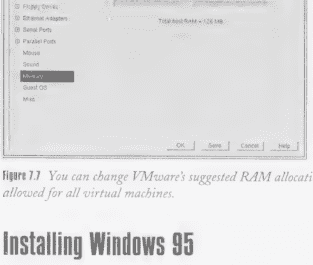 Floppy Drives
Ethernet Adapters
Serial Ports
Parallel Ports
Mouse
Sound
Memory
Guest OS
Misc
Total host RAM = 128 MB
OK Save Cancel Help
Figure 7.7 You can change VMware's suggested RAM allocati
allowed for all virtual machines.
Installing Windows 95